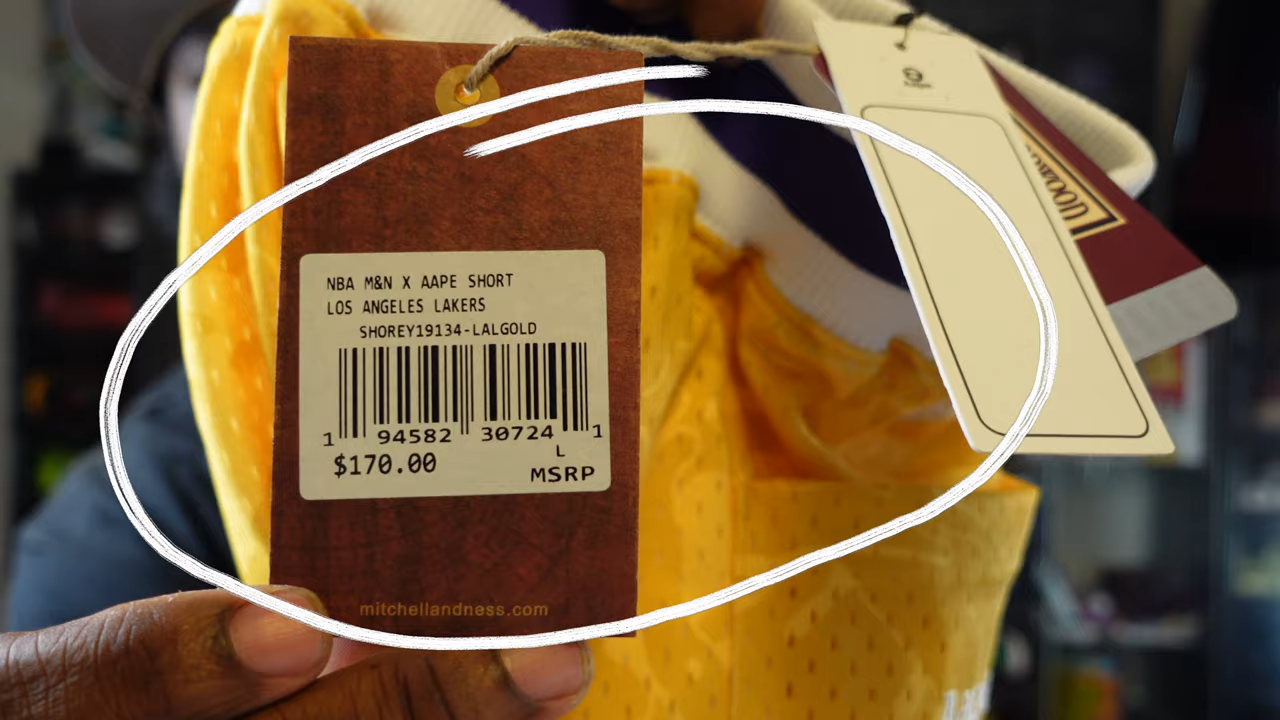 NBA M&N X AAPE SHORT
LOS ANGELES LAKERS
SHOREY19134-LALGOLD
1 94582 30724 1
L
$170.00
MSRP
mitchellandness.com